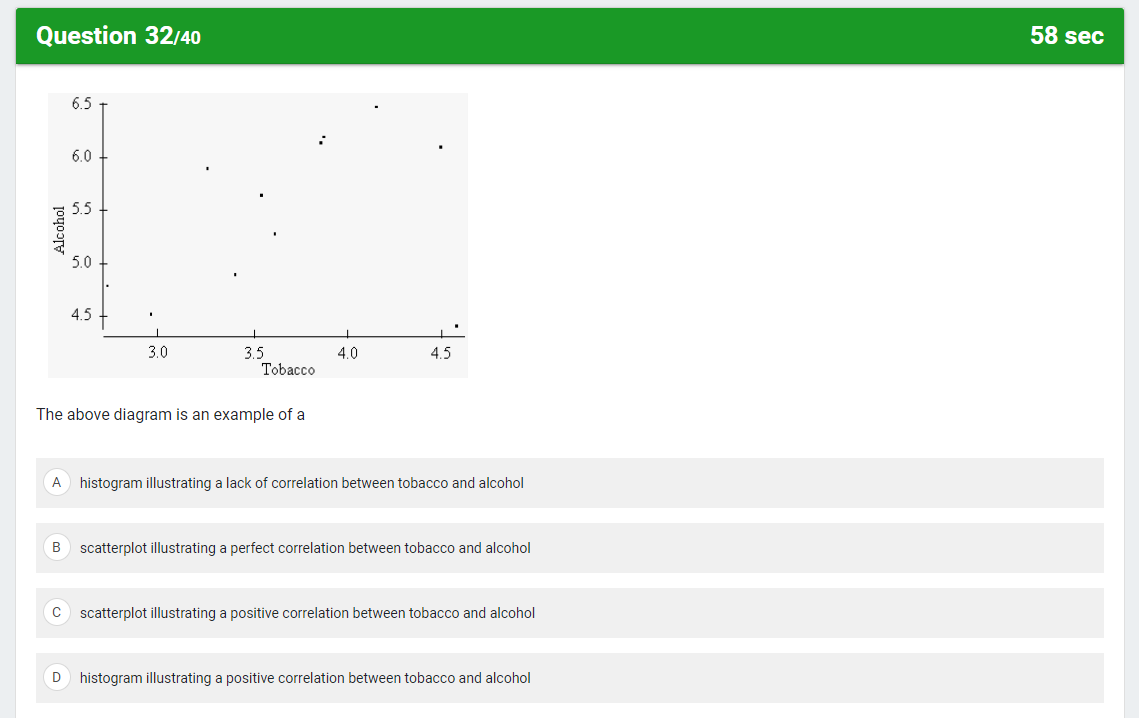 Question 32/40
58 sec
6.5
6.0
5.5
5.0
4.5
Alcohol
3.0 3.5 4.0 4.5
Tobacco
The above diagram is an example of a
A histogram illustrating a lack of correlation between tobacco and alcohol
B scatterplot illustrating a perfect correlation between tobacco and alcohol
C scatterplot illustrating a positive correlation between tobacco and alcohol
D histogram illustrating a positive correlation between tobacco and alcohol